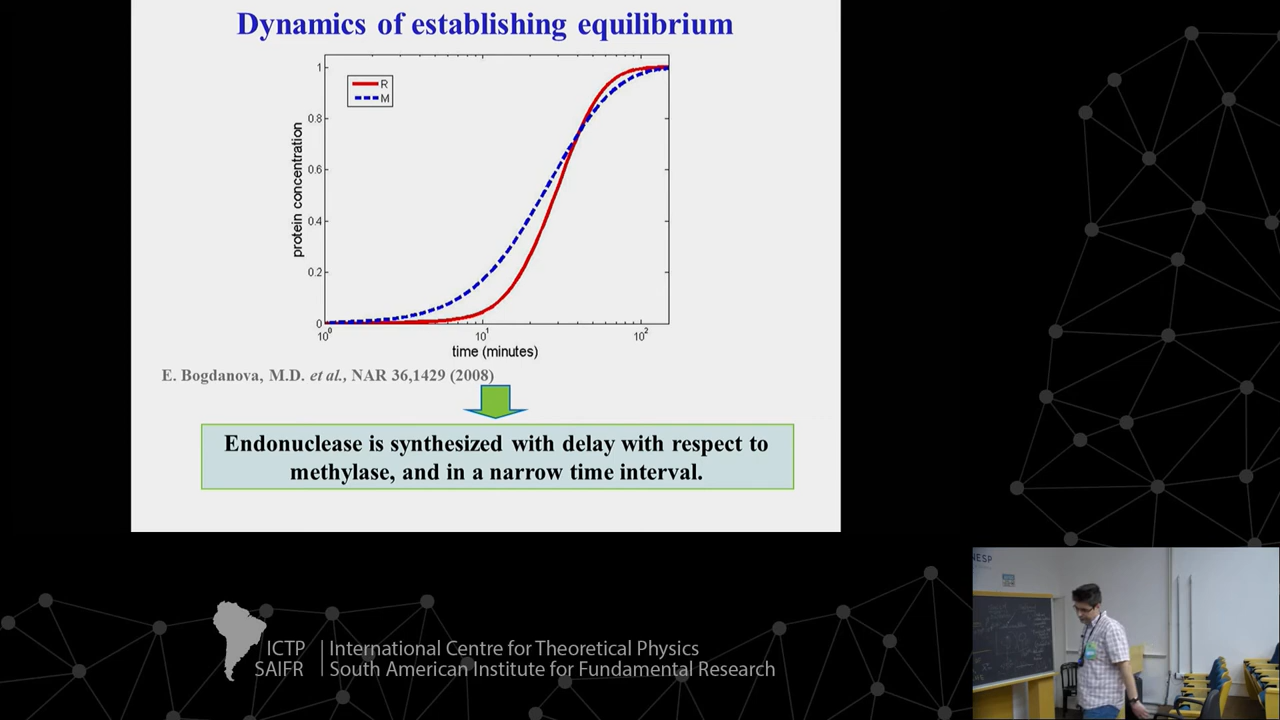 Dynamics of establishing equilibrium
1
0.8
0.6
0.4
0.2
0
R
M
protein concentration
10^0
10^1
10^2
time (minutes)
E. Bogdanova, M.D. et al., NAR 36,1429 (2008)
Endonuclease is synthesized with delay with respect to
methylase, and in a narrow time interval.
ICTP
SAIFR
International Centre for Theoretical Physics
South American Institute for Fundamental Research
NESP